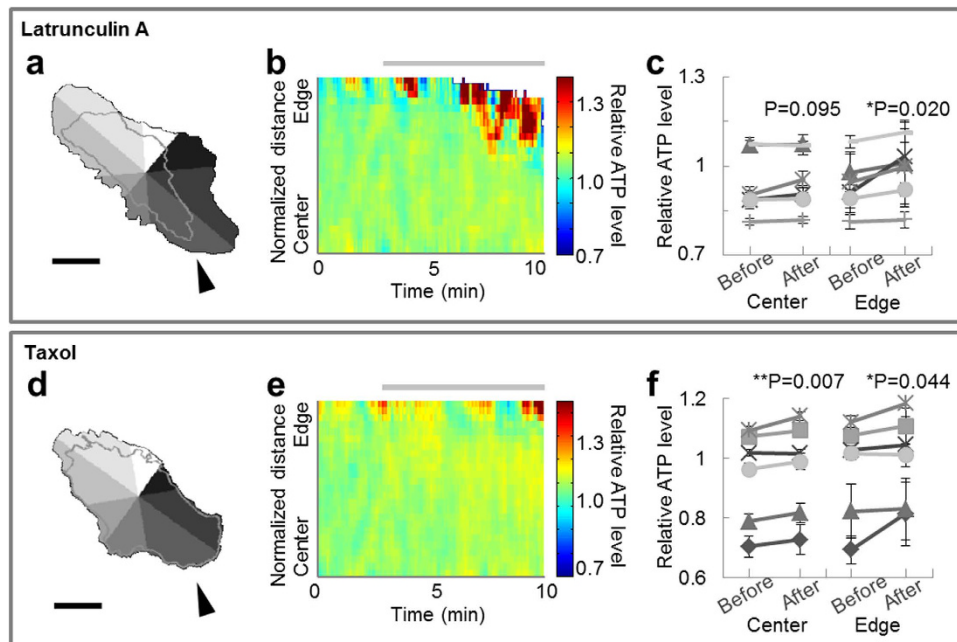 Latrunculin A
a
b
Edge
Normalized distance
Center
0
5
10
Time (min)
1.3
1.0
0.7
Relative ATP level
c
1.3
1
0.7
Relative ATP level
P=0.095
*P=0.020
Before
After
Before
After
Center
Edge
Taxol
d
e
Edge
Normalized distance
Center
0
5
10
Time (min)
1.3
1.0
0.7
Relative ATP level
f
1.2
1
0.8
0.6
Relative ATP level
**P=0.007
*P=0.044
Before
After
Before
After
Center
Edge